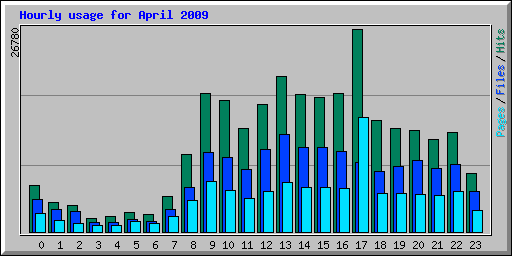 Hourly usage for April 2009
26780
Pages/Files/Hits
0 1 2 3 4 5 6 7 8 9 10 11 12 13 14 15 16 17 18 19 20 21 22 23